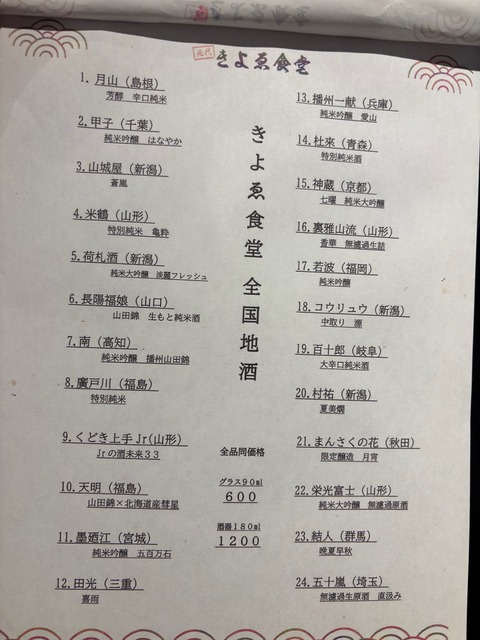 元代
きよゑ食堂
1. 月山（島根）
芳醇　辛口純米
2. 甲子（千葉）
純米吟醸　はなやか
3. 山城屋（新潟）
蒼嵐
4. 米鶴（山形）
特別純米　亀粋
5. 荷札酒（新潟）
純米大吟醸　淡麗フレッシュ
6. 長陽福娘（山口）
山田錦　生もと純米酒
7. 南（高知）
純米吟醸　播州山田錦
8. 廣戸川（福島）
特別純米
9. くどき上手Jr(山形)
Jrの酒未来３３
10. 天明（福島）
山田錦×北海道産彗星
11. 墨廼江（宮城）
純米吟醸　五百万石
12. 田光（三重）
喜雨
きよゑ食堂 全国地酒
全品同価格
グラス９０ml
６００
酒器１８０ml
１２００
13. 播州一献（兵庫）
純米吟醸　愛山
14. 杜來（青森）
特別純米酒
15. 神蔵（京都）
七曜　純米大吟醸
16. 裏雅山流（山形）
香華　無濾過生詰
17. 若波（福岡）
純米吟醸
18. コウリュウ（新潟）
中取り　源
19. 百十郎（岐阜）
大辛口純米酒
20. 村祐（新潟）
夏美燗
21. まんさくの花（秋田）
限定醸造　月宵
22. 栄光富士（山形）
純米大吟醸　無濾過原酒
23. 結人（群馬）
晩夏早秋
24. 五十嵐（埼玉）
無濾過生原酒　直汲み